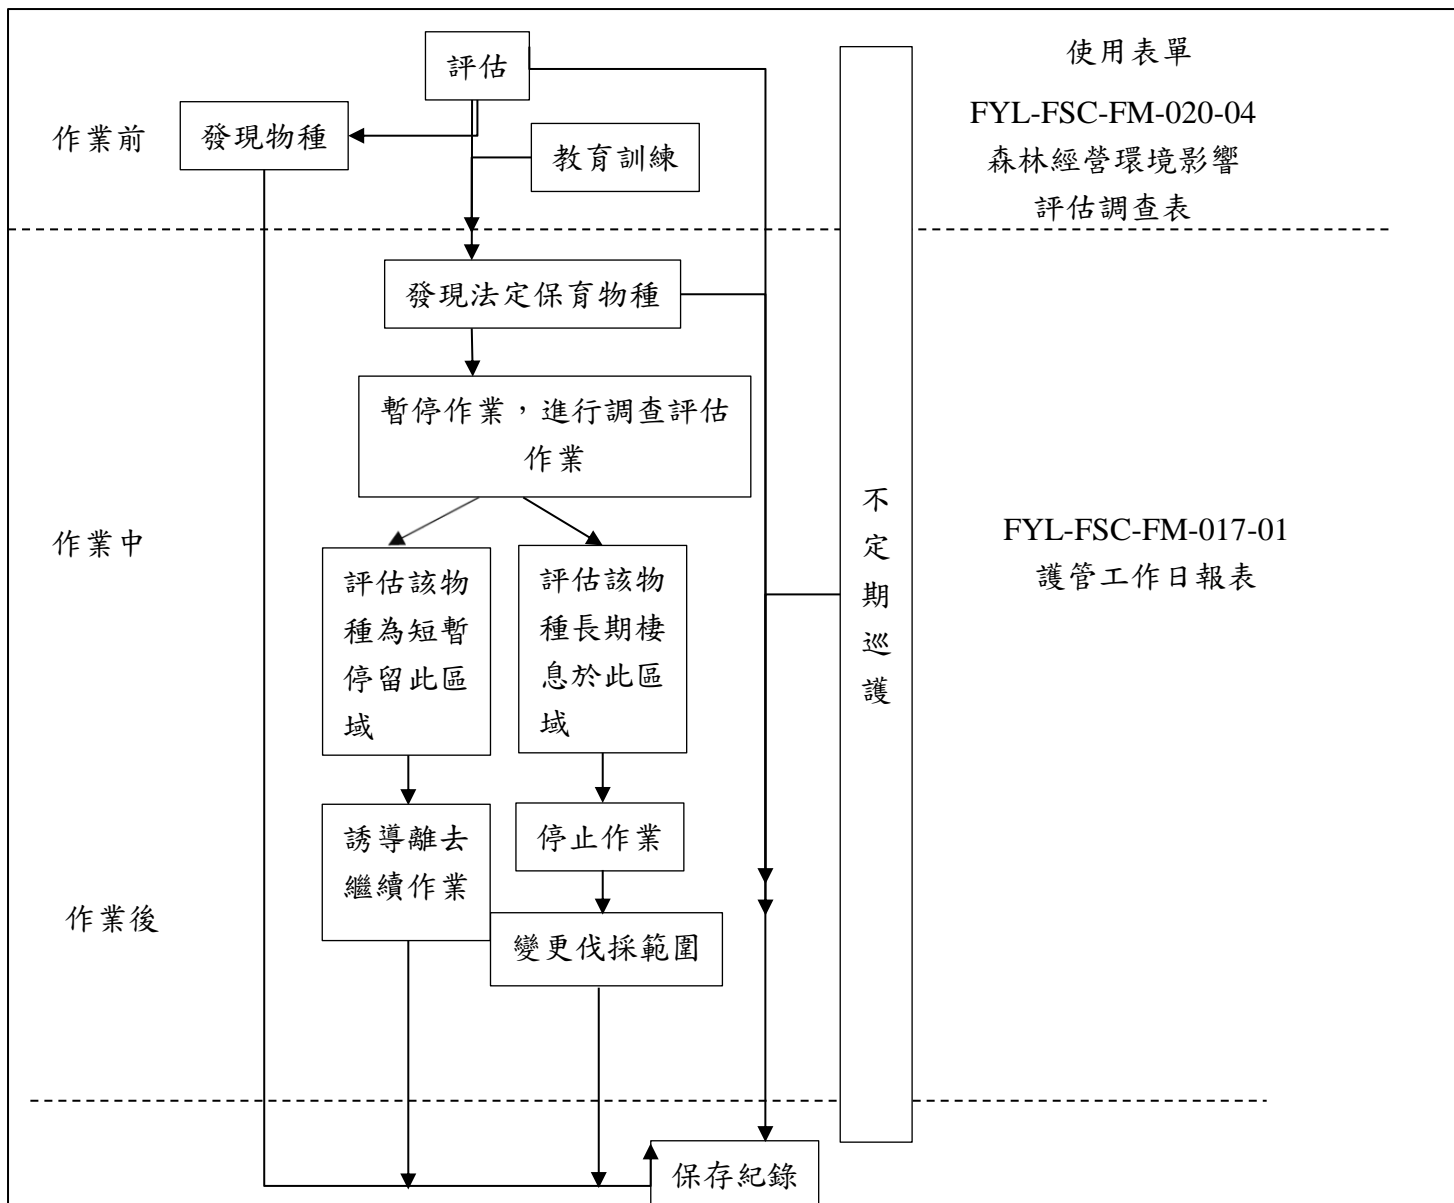 評估
使用表單
作業前
發現物種
教育訓練
FYL-FSC-FM-020-04
森林經營環境影響
評估調查表
發現法定保育物種
暫停作業，進行調查評估
作業
作業中
評估該物
種為短暫
停留此區
域
評估該物
種長期棲
息於此區
域
不
定
期
巡
護
FYL-FSC-FM-017-01
護管工作日報表
誘導離去
繼續作業
停止作業
作業後
變更伐採範圍
保存紀錄